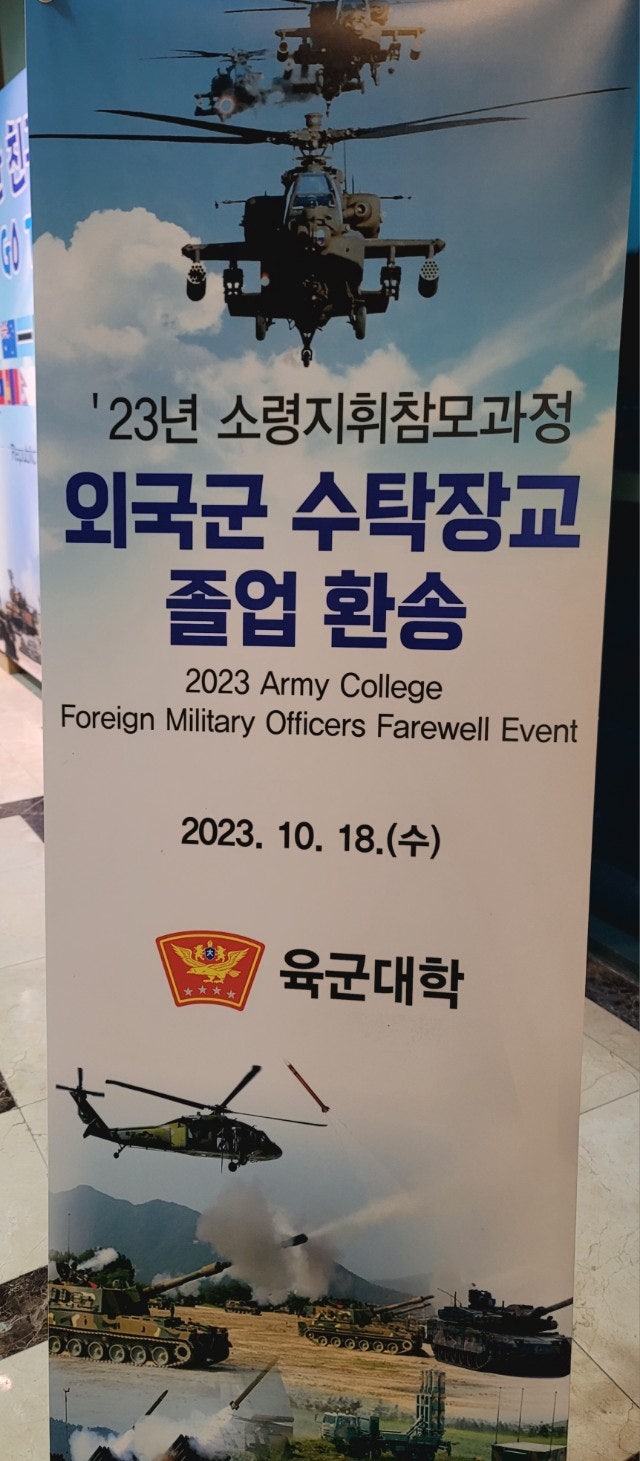 '23년 소령지휘참모과정
외국군 수탁장교
졸업 환송
2023 Army College
Foreign Military Officers Farewell Event
2023. 10. 18.(수)
육군대학
GO